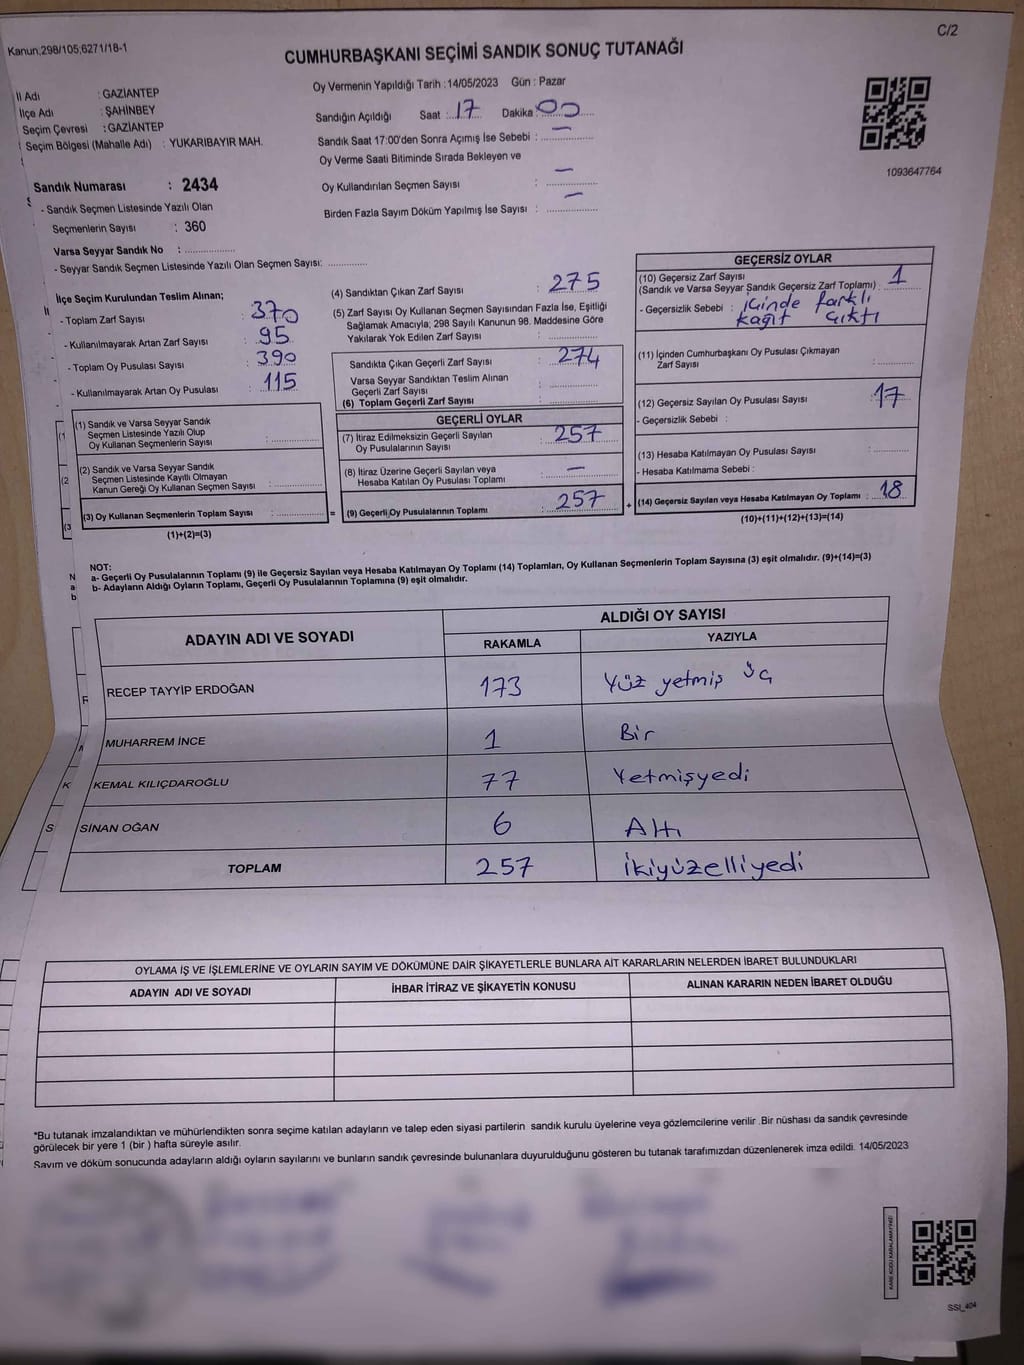 Kanun;298/105;6271/18-1
C/2
CUMHURBAŞKANI SEÇİMİ SANDIK SONUÇ TUTANAĞI
İl Adı : GAZİANTEP
İlçe Adı : ŞAHİNBEY
Seçim Çevresi : GAZİANTEP
Seçim Bölgesi (Mahalle Adı) : YUKARIBAYIR MAH.
Sandık Numarası : 2434
- Sandık Seçmen Listesinde Yazılı Olan
Seçmenlerin Sayısı : 360
Varsa Seyyar Sandık No :
- Seyyar Sandık Seçmen Listesinde Yazılı Olan Seçmen Sayısı:
Oy Vermenin Yapıldığı Tarih : 14/05/2023 Gün : Pazar
Sandığın Açıldığı Saat : 17 Dakika : 00
Sandık Saat 17:00'den Sonra Açımış İse Sebebi : —
Oy Verme Saati Bitiminde Sırada Bekleyen ve
Oy Kullandırılan Seçmen Sayısı : —
Birden Fazla Sayım Döküm Yapılmış İse Sayısı : —
1093647764
İlçe Seçim Kurulundan Teslim Alınan;
- Toplam Zarf Sayısı : 370
- Kullanılmayarak Artan Zarf Sayısı : 95
- Toplam Oy Pusulası Sayısı : 390
- Kullanılmayarak Artan Oy Pusulası : 115
(1) Sandık ve Varsa Seyyar Sandık
Seçmen Listesinde Yazılı Olup
Oy Kullanan Seçmenlerin Sayısı :
(2) Sandık ve Varsa Seyyar Sandık
Seçmen Listesinde Kayıtlı Olmayan
Kanun Gereği Oy Kullanan Seçmen Sayısı :
(3) Oy Kullanan Seçmenlerin Toplam Sayısı :
(1)+(2)=(3)
(4) Sandıktan Çıkan Zarf Sayısı : 275
(5) Zarf Sayısı Oy Kullanan Seçmen Sayısından Fazla İse, Eşitliği
Sağlamak Amacıyla; 298 Sayılı Kanunun 98. Maddesine Göre
Yakılarak Yok Edilen Zarf Sayısı :
Sandıkta Çıkan Geçerli Zarf Sayısı : 274
Varsa Seyyar Sandıktan Teslim Alınan
Geçerli Zarf Sayısı :
(6) Toplam Geçerli Zarf Sayısı :
GEÇERLİ OYLAR
(7) İtiraz Edilmeksizin Geçerli Sayılan
Oy Pusulalarının Sayısı : 257
(8) İtiraz Üzerine Geçerli Sayılan veya
Hesaba Katılan Oy Pusulası Toplamı : —
= (9) Geçerli Oy Pusulalarının Toplamı : 257
GEÇERSİZ OYLAR
(10) Geçersiz Zarf Sayısı
(Sandık ve Varsa Seyyar Sandık Geçersiz Zarf Toplamı) : 1
- Geçersizlik Sebebi : içinde farklı
kağıt çıktı
(11) İçinden Cumhurbaşkanı Oy Pusulası Çıkmayan
Zarf Sayısı :
(12) Geçersiz Sayılan Oy Pusulası Sayısı : 17
- Geçersizlik Sebebi :
(13) Hesaba Katılmayan Oy Pusulası Sayısı :
- Hesaba Katılmama Sebebi :
+ (14) Geçersiz Sayılan veya Hesaba Katılmayan Oy Toplamı : 18
(10)+(11)+(12)+(13)=(14)
NOT:
a- Geçerli Oy Pusulalarının Toplamı (9) ile Geçersiz Sayılan veya Hesaba Katılmayan Oy Toplamı (14) Toplamları, Oy Kullanan Seçmenlerin Toplam Sayısına (3) eşit olmalıdır. (9)+(14)=(3)
b- Adayların Aldığı Oyların Toplamı, Geçerli Oy Pusulalarının Toplamına (9) eşit olmalıdır.
ADAYIN ADI VE SOYADI ALDIĞI OY SAYISI
RAKAMLA YAZIYLA
RECEP TAYYİP ERDOĞAN 173 Yüz yetmiş üç
MUHARREM İNCE 1 Bir
KEMAL KILIÇDAROĞLU 77 Yetmişyedi
SİNAN OĞAN 6 Altı
TOPLAM 257 İkiyüzelliyedi
OYLAMA İŞ VE İŞLEMLERİNE VE OYLARIN SAYIM VE DÖKÜMÜNE DAİR ŞİKAYETLERLE BUNLARA AİT KARARLARIN NELERDEN İBARET BULUNDUKLARI
ADAYIN ADI VE SOYADI İHBAR İTİRAZ VE ŞİKAYETİN KONUSU ALINAN KARARIN NEDEN İBARET OLDUĞU
*Bu tutanak imzalandıktan ve mühürlendikten sonra seçime katılan adayların ve talep eden siyasi partilerin sandık kurulu üyelerine veya gözlemcilerine verilir .Bir nüshası da sandık çevresinde
görülecek bir yere 1 (bir ) hafta süreyle asılır.
Sayım ve döküm sonucunda adayların aldığı oyların sayılarını ve bunların sandık çevresinde bulunanlara duyurulduğunu gösteren bu tutanak tarafımızdan düzenlenerek imza edildi. 14/05/2023
KARE KODU KARALAMAYINIZ!
SSI_404